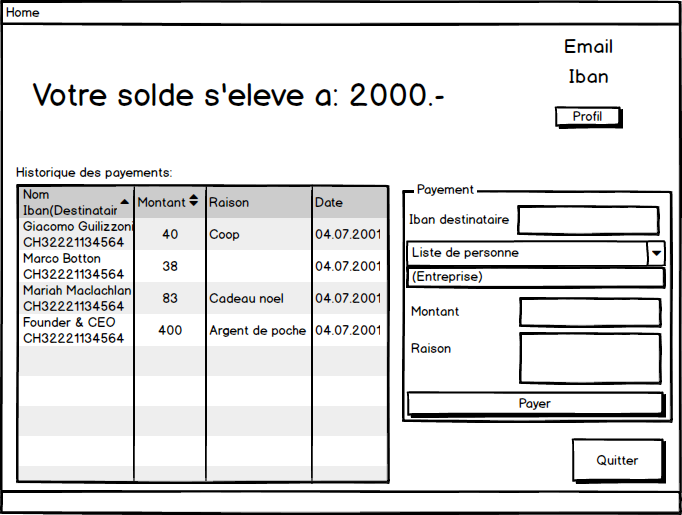 Home
Email
Iban
Votre solde s'eleve a: 2000.-
Profil
Historique des payements:
Nom
Iban(Destinatair
Montant
Raison
Date
Giacomo Guilizzoni
CH32221134564
40
Coop
04.07.2001
Marco Botton
CH32221134564
38
04.07.2001
Mariah Maclachlan
CH32221134564
83
Cadeau noel
04.07.2001
Founder & CEO
CH32221134564
400
Argent de poche
04.07.2001
Payement
Iban destinataire
Liste de personne
(Entreprise)
Montant
Raison
Payer
Quitter